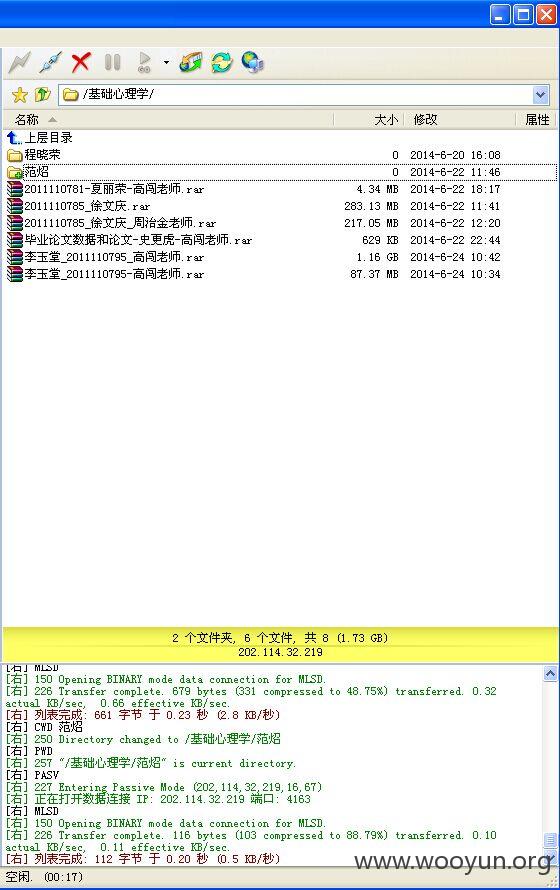 /基础心理学/
名称 大小 修改 属性
上层目录
程晓荣 0 2014-6-20 16:08
范炤 0 2014-6-22 11:46
2011110781-夏丽荣-高闯老师.rar 4.34 MB 2014-6-22 18:17
2011110785_徐文庆.rar 283.13 MB 2014-6-22 11:41
2011110785_徐文庆_周治金老师.rar 217.05 MB 2014-6-22 12:20
毕业论文数据和论文-史更虎-高闯老师.rar 629 KB 2014-6-22 22:44
李玉堂_2011110795_高闯老师.rar 1.16 GB 2014-6-24 10:42
李玉堂_2011110795-高闯老师.rar 87.37 MB 2014-6-24 10:34
2 个文件夹, 6 个文件, 共 8 (1.73 GB)
202.114.32.219
[右] MLSD
[右] 150 Opening BINARY mode data connection for MLSD.
[右] 226 Transfer complete. 679 bytes (331 compressed to 48.75%) transferred. 0.32
actual KB/sec, 0.66 effective KB/sec.
[右] 列表完成: 661 字节 于 0.23 秒 (2.8 KB/秒)
[右] CWD 范炤
[右] 250 Directory changed to /基础心理学/范炤
[右] PWD
[右] 257 "/基础心理学/范炤" is current directory.
[右] PASV
[右] 227 Entering Passive Mode (202,114,32,219,16,67)
[右] 正在打开数据连接 IP: 202.114.32.219 端口: 4163
[右] MLSD
[右] 150 Opening BINARY mode data connection for MLSD.
[右] 226 Transfer complete. 116 bytes (103 compressed to 88.79%) transferred. 0.10
actual KB/sec, 0.11 effective KB/sec.
[右] 列表完成: 112 字节 于 0.20 秒 (0.5 KB/秒)
空闲. (00:17)
www.wooyun.org